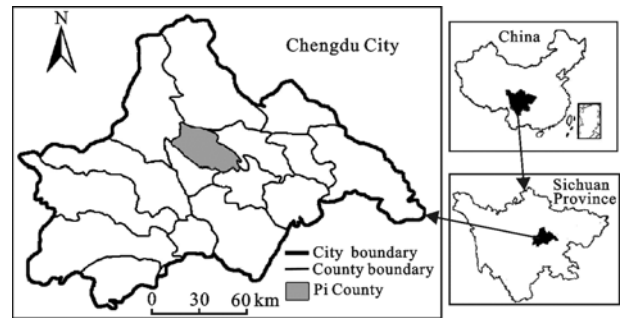 N
Chengdu City
City boundary
County boundary
Pi County
0 30 60 km
China
Sichuan
Province